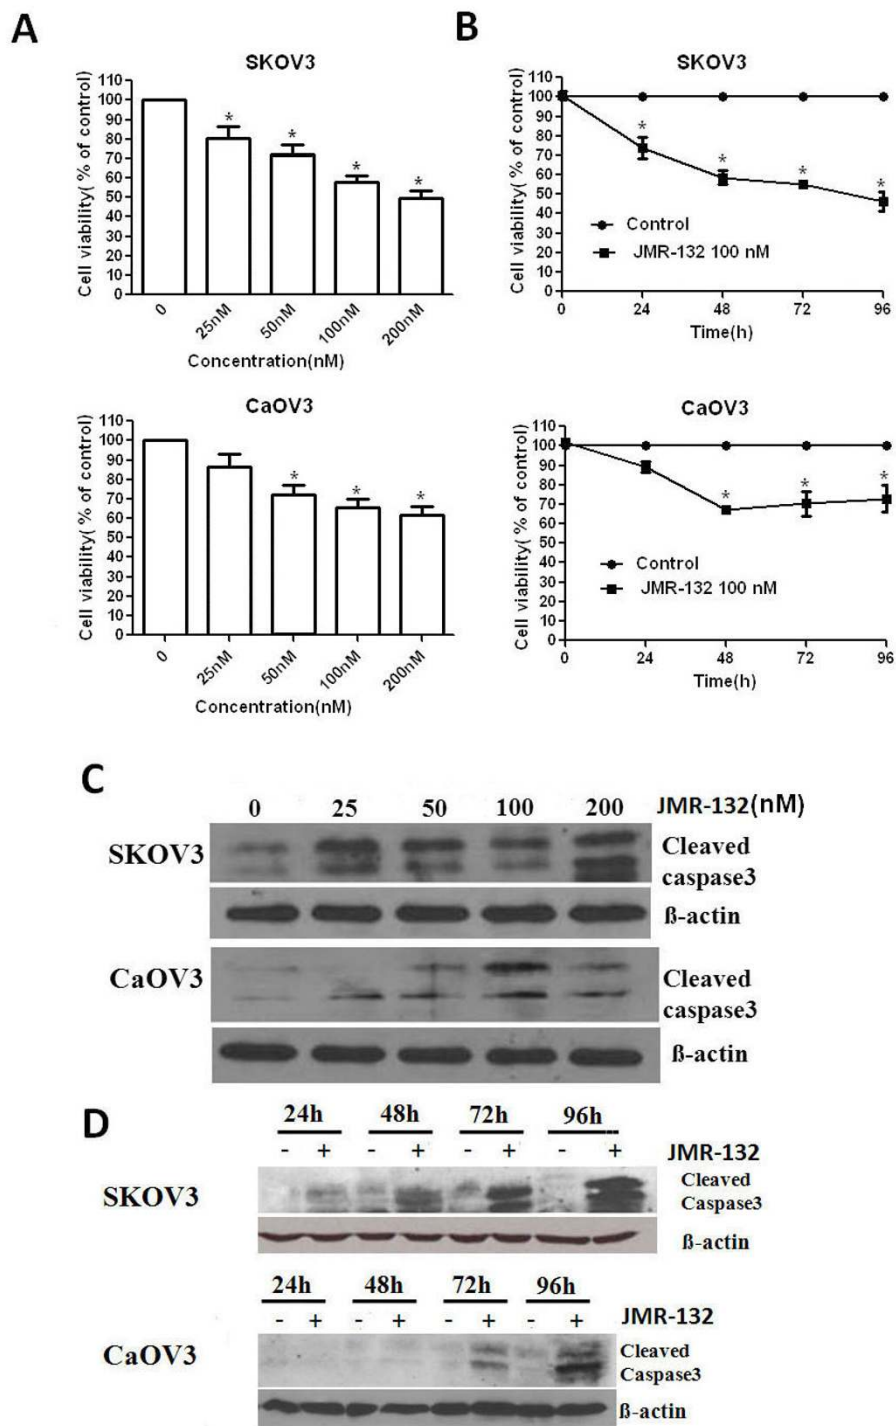 A
SKOV3
Cell viability( % of control)
110
100
90
80
70
60
50
40
30
20
10
0
* * * *
0 25nM 50nM 100nM 200nM
Concentration(nM)
CaOV3
Cell viability( % of control)
110
100
90
80
70
60
50
40
30
20
10
0
* * *
0 25nM 50nM 100nM 200nM
Concentration(nM)
B
SKOV3
Cell viability( % of control)
110
100
90
80
70
60
50
40
30
20
10
0
* * * *
Control
JMR-132 100 nM
0 24 48 72 96
Time(h)
CaOV3
Cell viability( % of control)
110
100
90
80
70
60
50
40
30
20
10
0
* * *
Control
JMR-132 100 nM
0 24 48 72 96
Time(h)
C
0 25 50 100 200 JMR-132(nM)
SKOV3
Cleaved
caspase3
ß-actin
CaOV3
Cleaved
caspase3
ß-actin
D
24h 48h 72h 96h
- + - + - + - + JMR-132
SKOV3
Cleaved
Caspase3
ß-actin
24h 48h 72h 96h
- + - + - + - + JMR-132
CaOV3
Cleaved
Caspase3
ß-actin